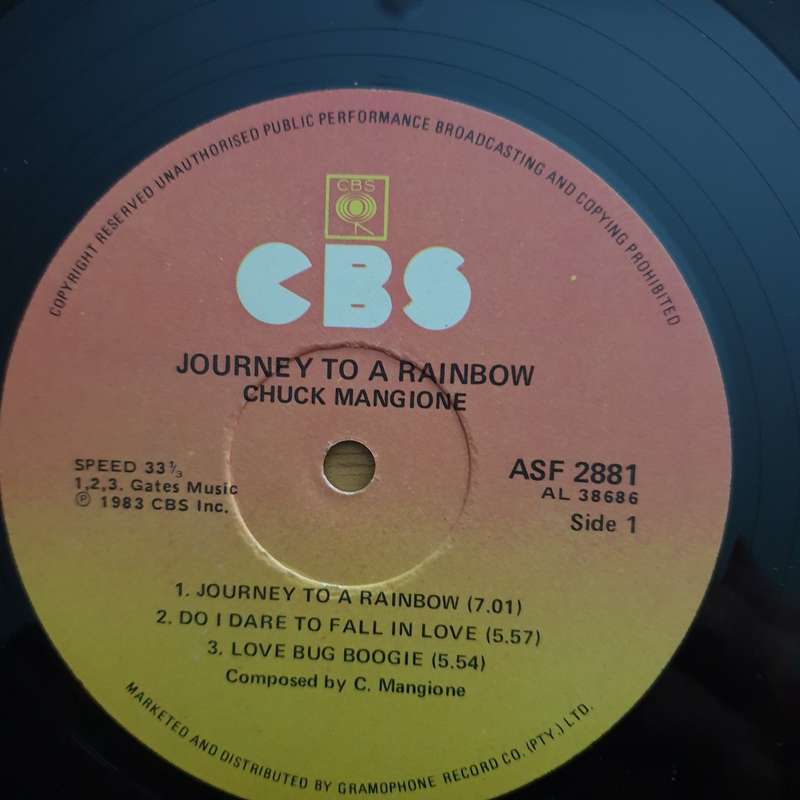 COPYRIGHT RESERVED UNAUTHORISED PUBLIC PERFORMANCE BROADCASTING AND COPYING PROHIBITED
CBS
CBS
JOURNEY TO A RAINBOW
CHUCK MANGIONE
SPEED 33⅓
1,2,3. Gates Music
Ⓟ 1983 CBS Inc.
ASF 2881
AL 38686
Side 1
1. JOURNEY TO A RAINBOW (7.01)
2. DO I DARE TO FALL IN LOVE (5.57)
3. LOVE BUG BOOGIE (5.54)
Composed by C. Mangione
MARKETED AND DISTRIBUTED BY GRAMOPHONE RECORD CO. (PTY.) LTD.